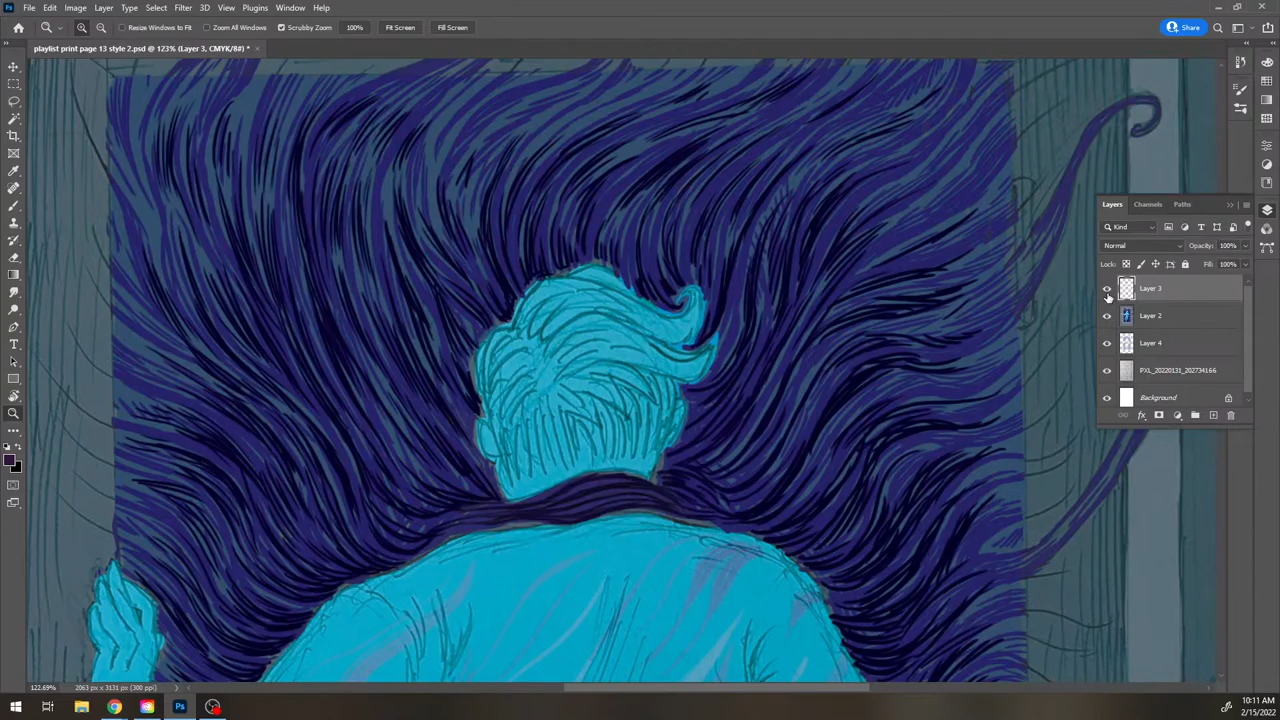 File Edit Image Layer Type Select Filter 3D View Plugins Window Help
Resize Windows to Fit Zoom All Windows Scrubby Zoom 100% Fit Screen Fill Screen Share
playlist print page 13 style 2.psd @ 123% (Layer 3, CMYK/8#) * ×
Layers Channels Paths
Kind
Normal Opacity: 100%
Lock: Fill: 100%
Layer 3
Layer 2
Layer 4
PXL_20220131_202734166
Background
122.69% 2063 px x 3131 px (300 ppi)
10:11 AM
2/15/2022